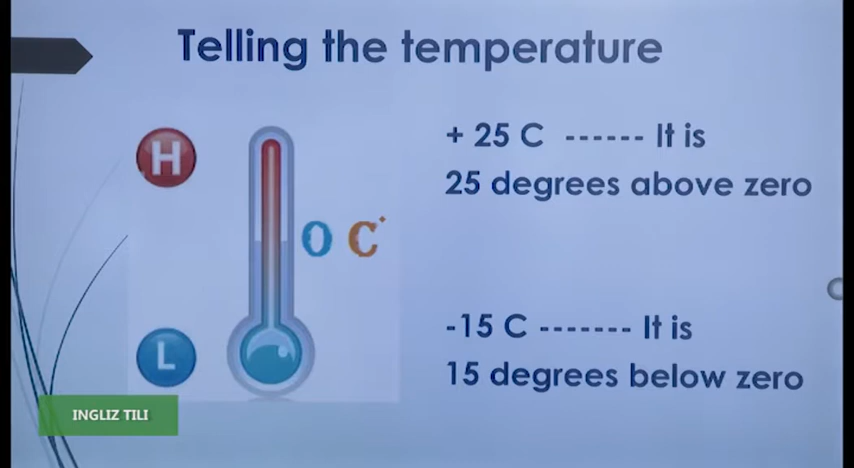 Telling the temperature
H
+ 25 C ------ It is
25 degrees above zero
0 C
-15 C ------- It is
L
15 degrees below zero
INGLIZ TILI